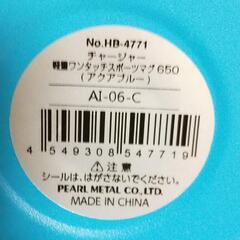 No.HB-4771
チャージャー
軽量ワンタッチスポーツマグ650
(アクアブルー)
AI-06-C
4 549308 547719
⚠注意
シールは、はがさないでください。
PEARL METAL CO., LTD.
MADE IN CHINA